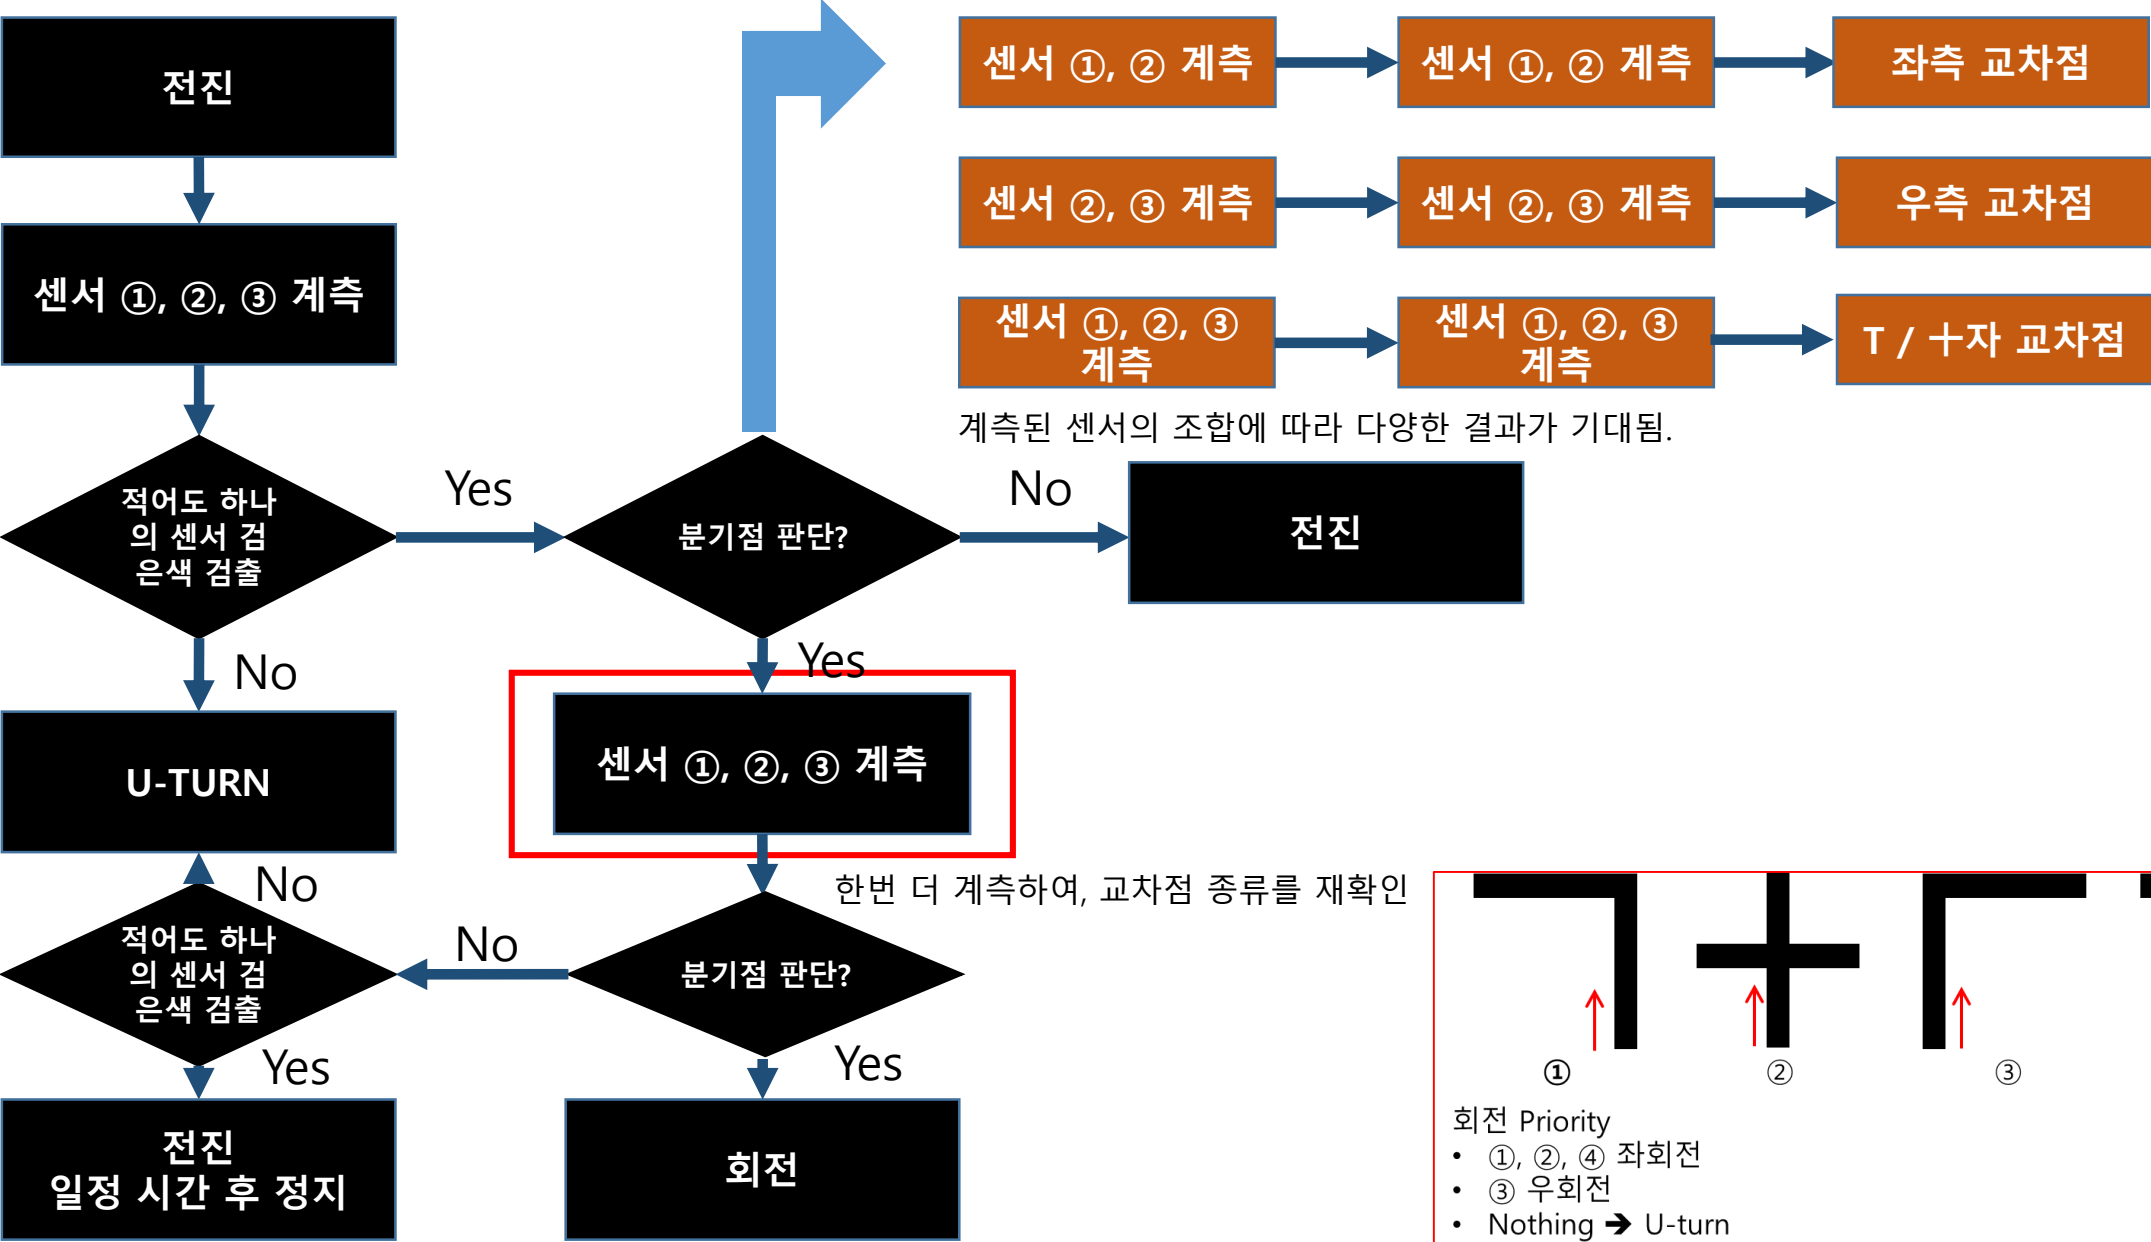 전진
센서 ①, ②, ③ 계측
적어도 하나
의 센서 검
은색 검출
Yes
No
분기점 판단?
No
전진
Yes
센서 ①, ② 계측
센서 ①, ② 계측
좌측 교차점
센서 ②, ③ 계측
센서 ②, ③ 계측
우측 교차점
센서 ①, ②, ③
계측
센서 ①, ②, ③
계측
T / 十자 교차점
계측된 센서의 조합에 따라 다양한 결과가 기대됨.
U-TURN
센서 ①, ②, ③ 계측
한번 더 계측하여, 교차점 종류를 재확인
분기점 판단?
No
Yes
적어도 하나
의 센서 검
은색 검출
No
Yes
전진
일정 시간 후 정지
회전
①
②
③
회전 Priority
• ①, ②, ④ 좌회전
• ③ 우회전
• Nothing ➔ U-turn